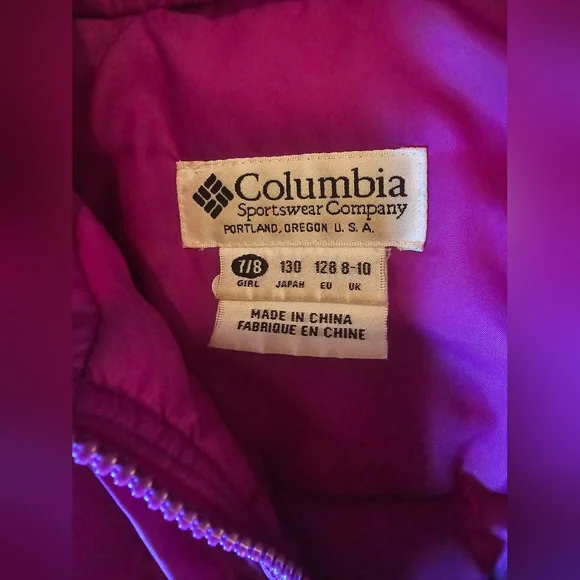 Columbia
Sportswear Company
PORTLAND, OREGON U.S.A.
7/8 130 128 8-10
GIRL JAPAN EU UK
MADE IN CHINA
FABRIQUE EN CHINE